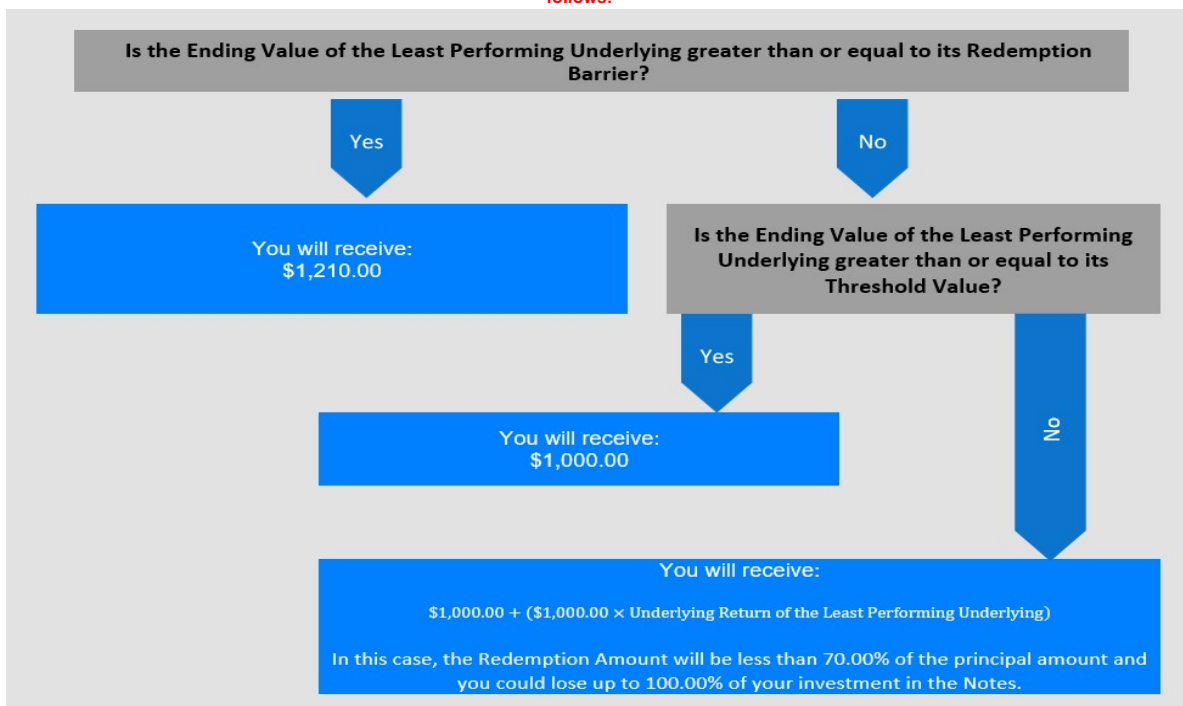 follows:
Is the Ending Value of the Least Performing Underlying greater than or equal to its Redemption
Barrier?
Yes
No
You will receive:
$1,210.00
Is the Ending Value of the Least Performing
Underlying greater than or equal to its
Threshold Value?
Yes
No
You will receive:
$1,000.00
You will receive:
$1,000.00 + ($1,000.00 × Underlying Return of the Least Performing Underlying)
In this case, the Redemption Amount will be less than 70.00% of the principal amount and
you could lose up to 100.00% of your investment in the Notes.